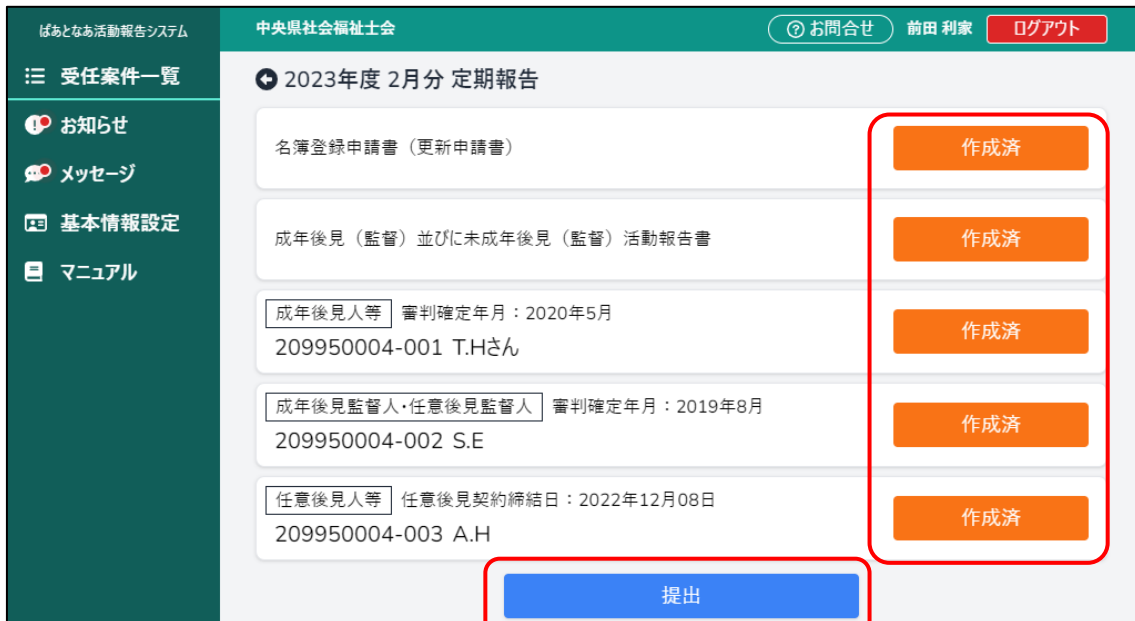 ぱあとなあ活動報告システム
中央県社会福祉士会
お問合せ
前田 利家
ログアウト
受任案件一覧
お知らせ
メッセージ
基本情報設定
マニュアル
2023年度 2月分 定期報告
名簿登録申請書（更新申請書）
作成済
成年後見（監督）並びに未成年後見（監督）活動報告書
作成済
成年後見人等 審判確定年月：2020年5月
209950004-001 T.Hさん
作成済
成年後見監督人・任意後見監督人 審判確定年月：2019年8月
209950004-002 S.E
作成済
任意後見人等 任意後見契約締結日：2022年12月08日
209950004-003 A.H
作成済
提出